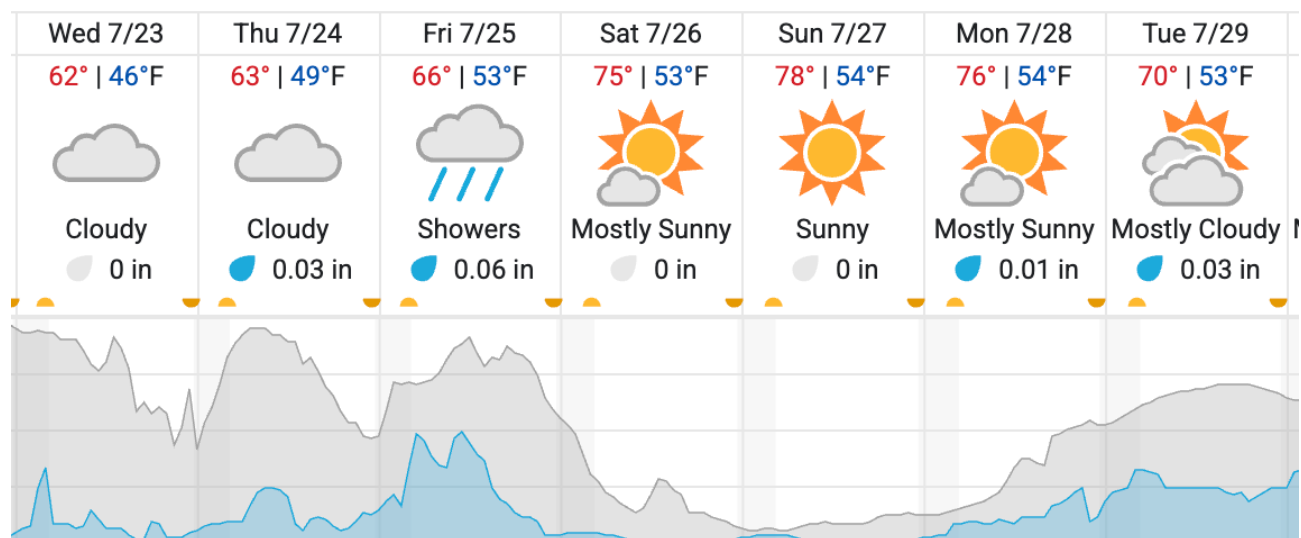 Wed 7/23 Thu 7/24 Fri 7/25 Sat 7/26 Sun 7/27 Mon 7/28 Tue 7/29
62° | 46°F 63° | 49°F 66° | 53°F 75° | 53°F 78° | 54°F 76° | 54°F 70° | 53°F
Cloudy Cloudy Showers Mostly Sunny Sunny Mostly Sunny Mostly Cloudy
0 in 0.03 in 0.06 in 0 in 0 in 0.01 in 0.03 in